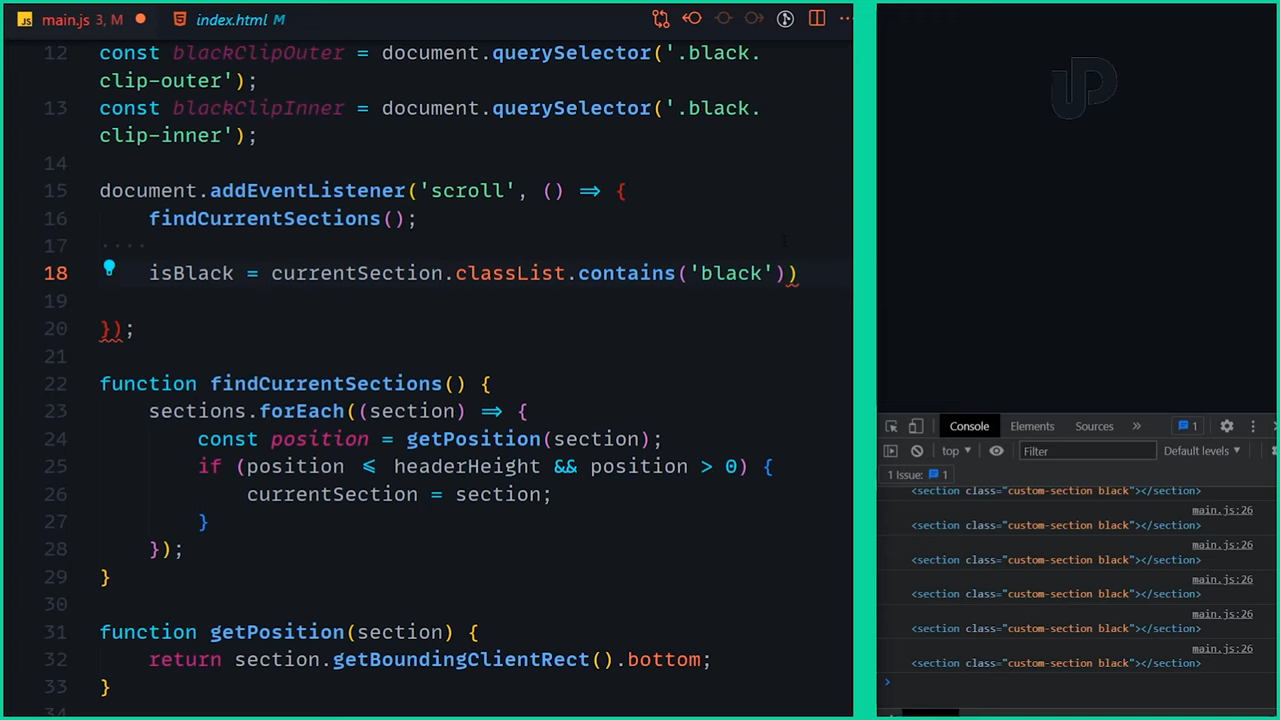 JS main.js 3, M
index.html M
12 const blackClipOuter = document.querySelector('.black.
clip-outer');
13 const blackClipInner = document.querySelector('.black.
clip-inner');
14
15 document.addEventListener('scroll', () => {
16 findCurrentSections();
17
18 isBlack = currentSection.classList.contains('black'))
19
20 });
21
22 function findCurrentSections() {
23 sections.forEach((section) => {
24 const position = getPosition(section);
25 if (position <= headerHeight && position > 0) {
26 currentSection = section;
27 }
28 });
29 }
30
31 function getPosition(section) {
32 return section.getBoundingClientRect().bottom;
33 }
34
UP
Console Elements Sources » 1
top Filter Default levels
1 Issue: 1
<section class="custom-section black"></section>
main.js:26
<section class="custom-section black"></section>
main.js:26
<section class="custom-section black"></section>
main.js:26
<section class="custom-section black"></section>
main.js:26
<section class="custom-section black"></section>
main.js:26
<section class="custom-section black"></section>